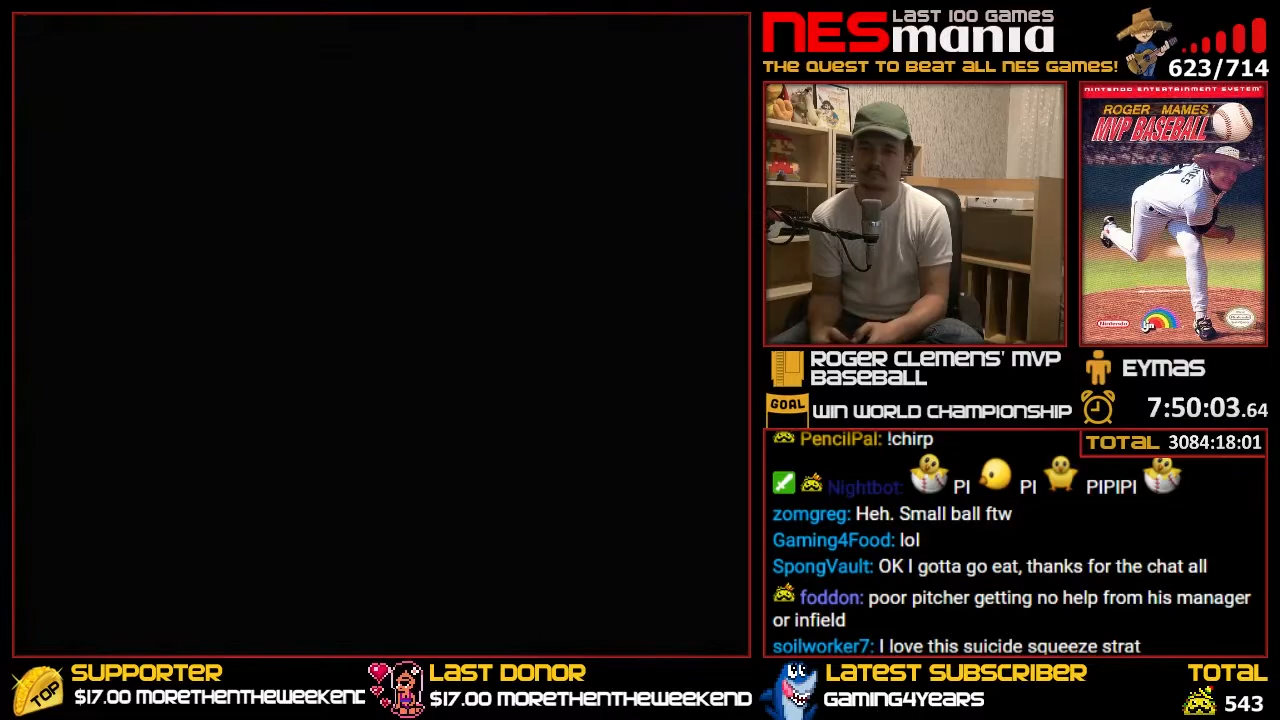 LAST 100 GAMES
NESmania
THE QUEST TO BEAT ALL NES GAMES!
623/714
NINTENDO ENTERTAINMENT SYSTEM
ROGER MAMES'
MVP BASEBALL
ROGER CLEMENS' MVP
BASEBALL
EYMAS
GOAL
WIN WORLD CHAMPIONSHIP
7:50:03.64
TOTAL 3084:18:01
PencilPal: !chirp
Nightbot: PI PI PIPIPI
zomgreg: Heh. Small ball ftw
Gaming4Food: lol
SpongVault: OK I gotta go eat, thanks for the chat all
foddon: poor pitcher getting no help from his manager
or infield
soilworker7: I love this suicide squeeze strat
TOP
SUPPORTER
$17.00 MORETHENTHEWEEKEND
LAST DONOR
$17.00 MORETHENTHEWEEKEND
LATEST SUBSCRIBER
GAMING4YEARS
TOTAL
543